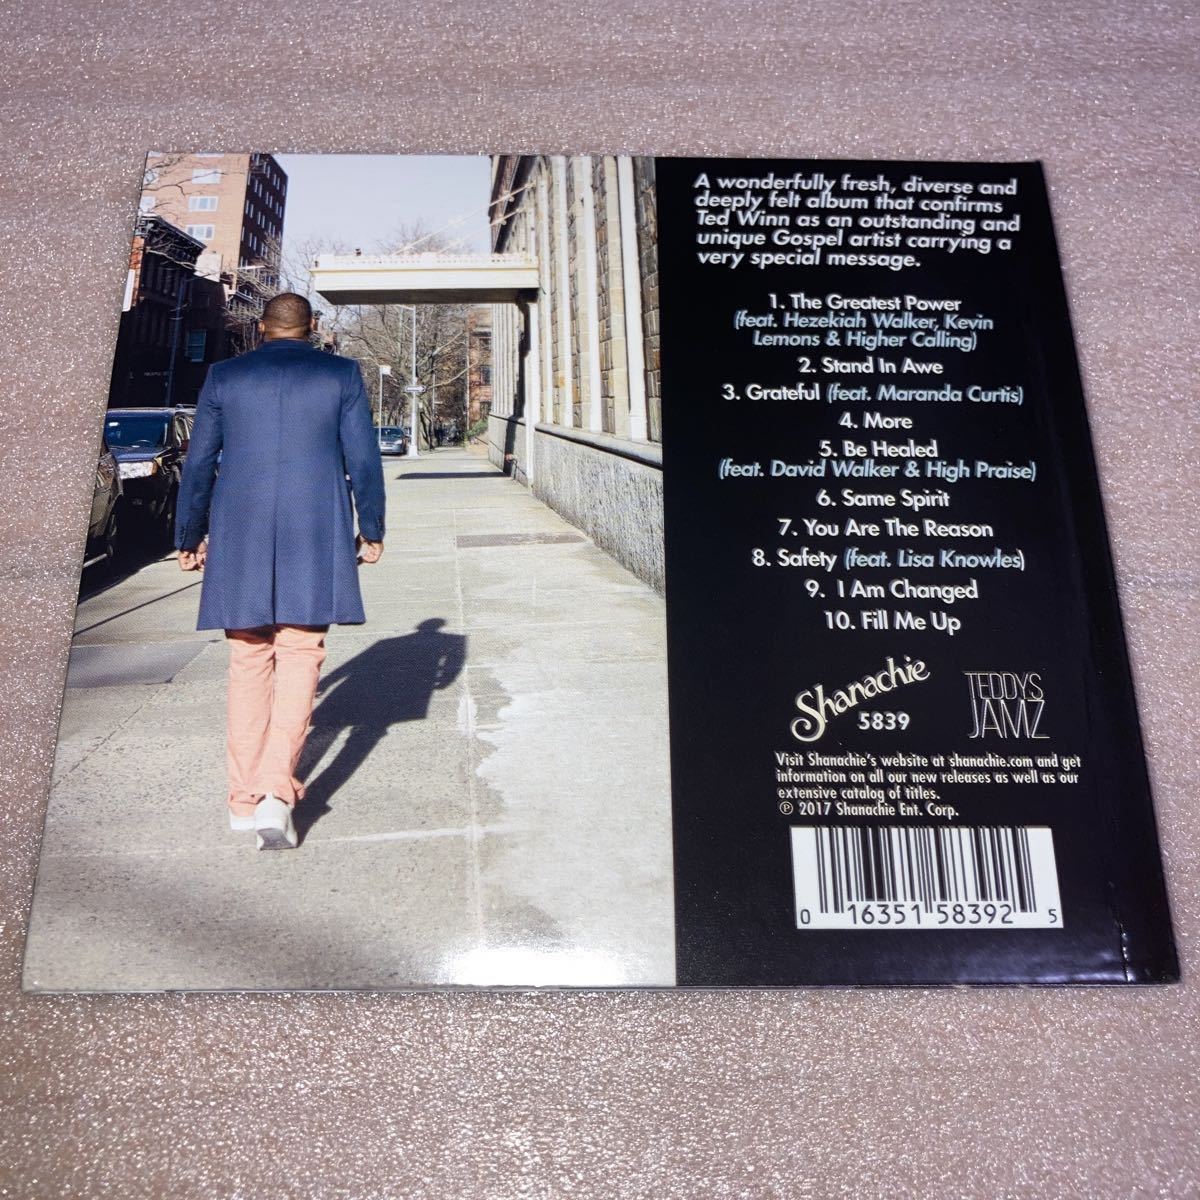 A wonderfully fresh, diverse and
deeply felt album that confirms
Ted Winn as an outstanding and
unique Gospel artist carrying a
very special message.
1. The Greatest Power
(feat. Hezekiah Walker, Kevin
Lemons & Higher Calling)
2. Stand In Awe
3. Grateful (feat. Maranda Curtis)
4. More
5. Be Healed
(feat. David Walker & High Praise)
6. Same Spirit
7. You Are The Reason
8. Safety (feat. Lisa Knowles)
9. I Am Changed
10. Fill Me Up
Shanachie
5839
TEDDYS
JAMZ
Visit Shanachie's website at shanachie.com and get
information on all our new releases as well as our
extensive catalog of titles.
℗ 2017 Shanachie Ent. Corp.
0 16351 58392 5